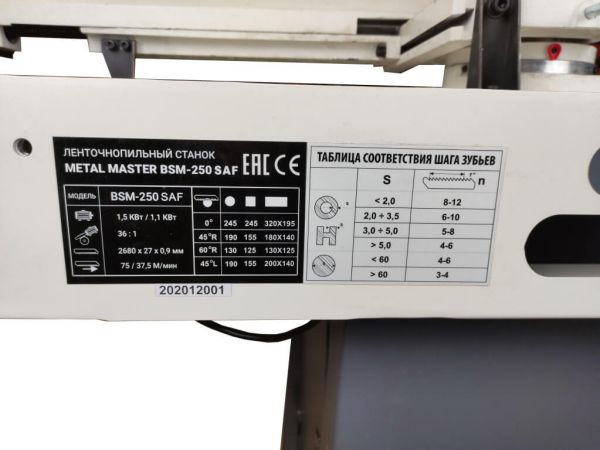 ЛЕНТОЧНОПИЛЬНЫЙ СТАНОК
METAL MASTER BSM-250 SAF EAC CE
МОДЕЛЬ BSM-250 SAF
1,5 КВт / 1,1 КВт 0° 245 245 320X195
36 : 1 45°R 190 155 180X140
2680 x 27 x 0,9 мм 60°R 130 125 130X125
75 / 37,5 М/мин 45°L 190 155 200X140
202012001
ТАБЛИЦА СООТВЕТСТВИЯ ШАГА ЗУБЬЕВ
S 1" n
< 2,0 8-12
2,0 ÷ 3,5 6-10
3,0 ÷ 5,0 5-8
> 5,0 4-6
< 60 4-6
> 60 3-4